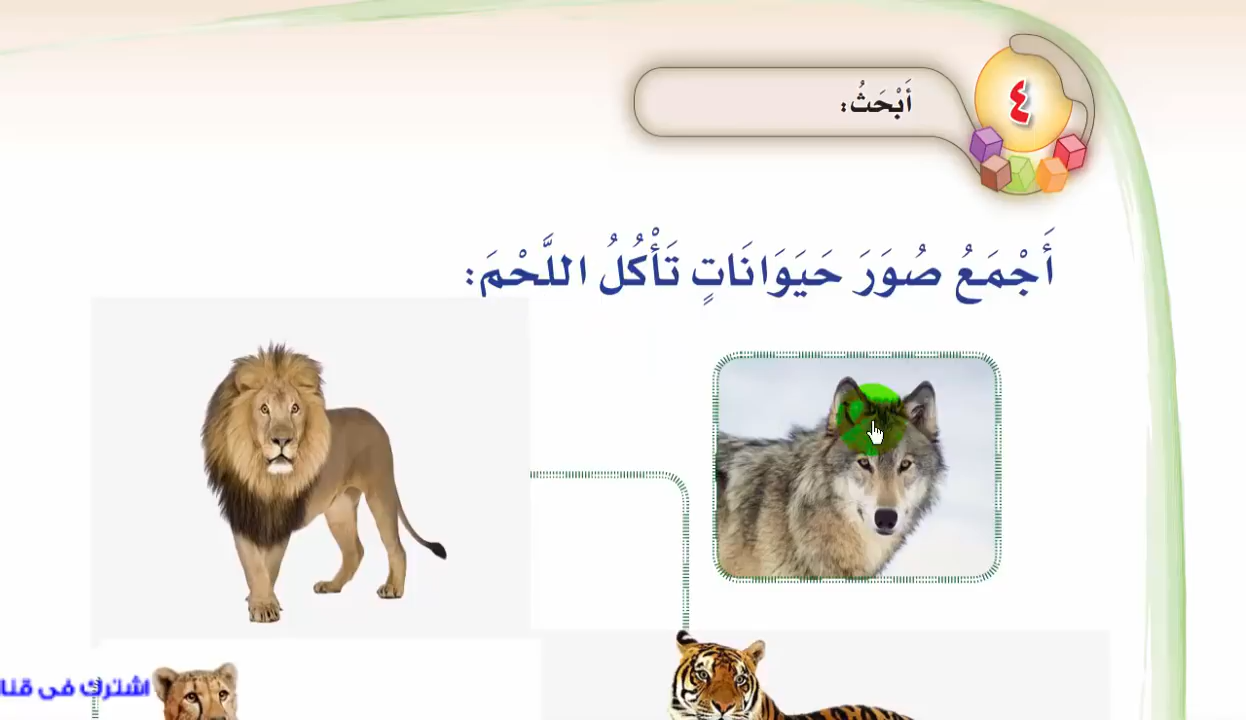 ٤
أَبْحَثُ:
أَجْمَعُ صُوَرَ حَيَوَانَاتٍ تَأْكُلُ اللَّحْمَ:
اشترك فى قنا